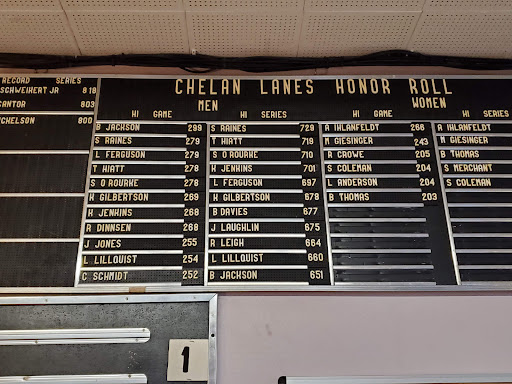 RECORD SERIES
SCHWEIKERT JR 818
CANTOR 803
CHELSON 800
CHELAN LANES HONOR ROLL
MEN WOMEN
HI GAME
B JACKSON 299
S RAINES 279
L FERGUSON 279
T HIATT 278
S O ROURKE 278
K GILBERTSON 269
K JENKINS 268
R DINNSEN 268
J JONES 255
L LILLQUIST 254
C SCHMIDT 252
HI SERIES
S RAINES 729
T HIATT 718
S O ROURKE 710
K JENKINS 701
L FERGUSON 697
K GILBERTSON 678
B DAVIES 677
J LAUGHLIN 675
R LEIGH 664
L LILLQUIST 660
B JACKSON 651
HI GAME
A IHLANFELDT 268
M GIESINGER 243
R CROWE 205
S COLEMAN 204
L ANDERSON 204
B THOMAS 203
HI SERIES
A IHLANFELDT
M GIESINGER
B THOMAS
S MERCHANT
S COLEMAN
1